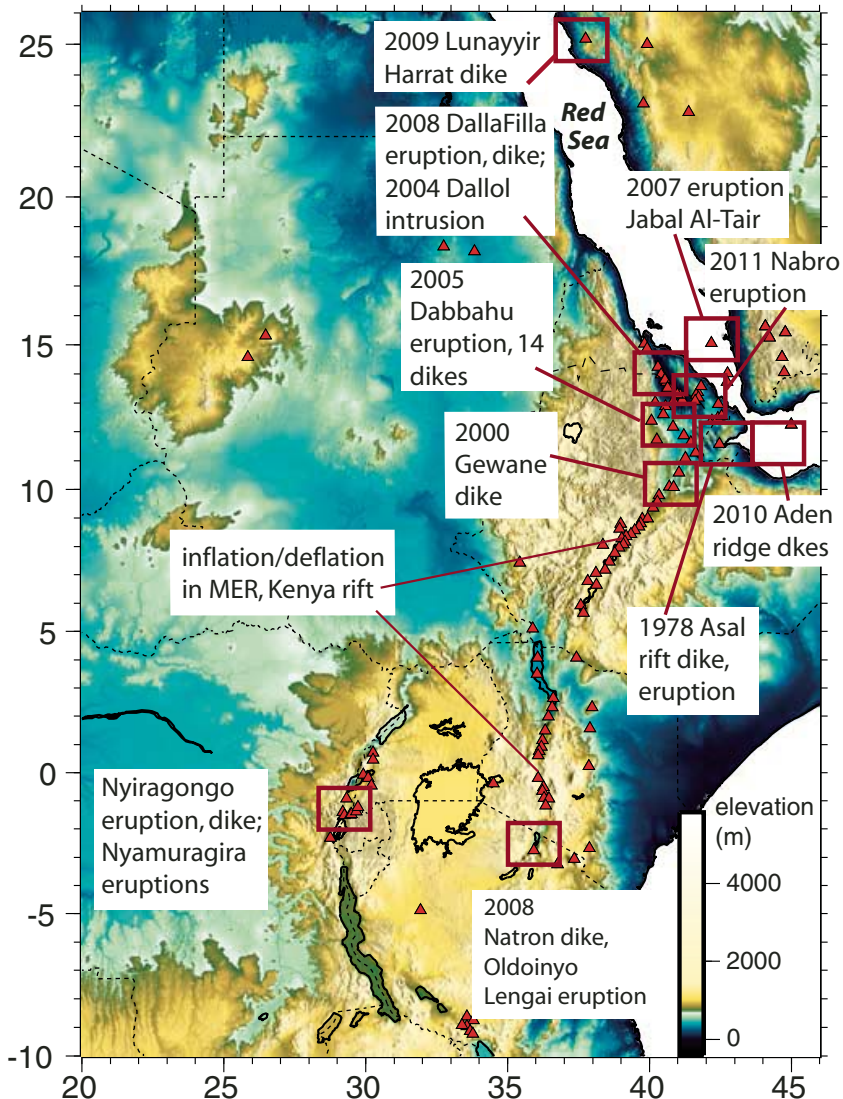 2009 Lunayyir
Harrat dike
Red
Sea
2008 DallaFilla
eruption, dike;
2004 Dallol
intrusion
2007 eruption
Jabal Al-Tair
2011 Nabro
eruption
2005
Dabbahu
eruption, 14
dikes
2000
Gewane
dike
2010 Aden
ridge dkes
inflation/deflation
in MER, Kenya rift
1978 Asal
rift dike,
eruption
Nyiragongo
eruption, dike;
Nyamuragira
eruptions
2008
Natron dike,
Oldoinyo
Lengai eruption
elevation
(m)
4000
2000
0
25
20
15
10
5
0
-5
-10
20 25 30 35 40 45